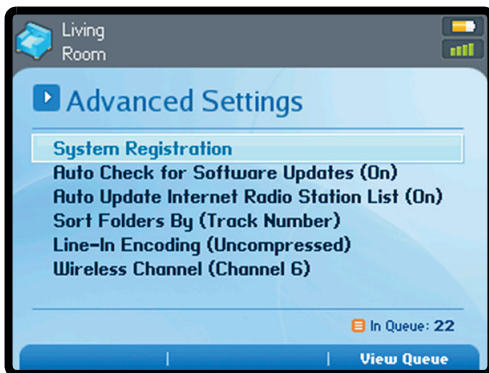 Living
Room
Advanced Settings
System Registration
Auto Check for Software Updates (On)
Auto Update Internet Radio Station List (On)
Sort Folders By (Track Number)
Line-In Encoding (Uncompressed)
Wireless Channel (Channel 6)
In Queue: 22
View Queue